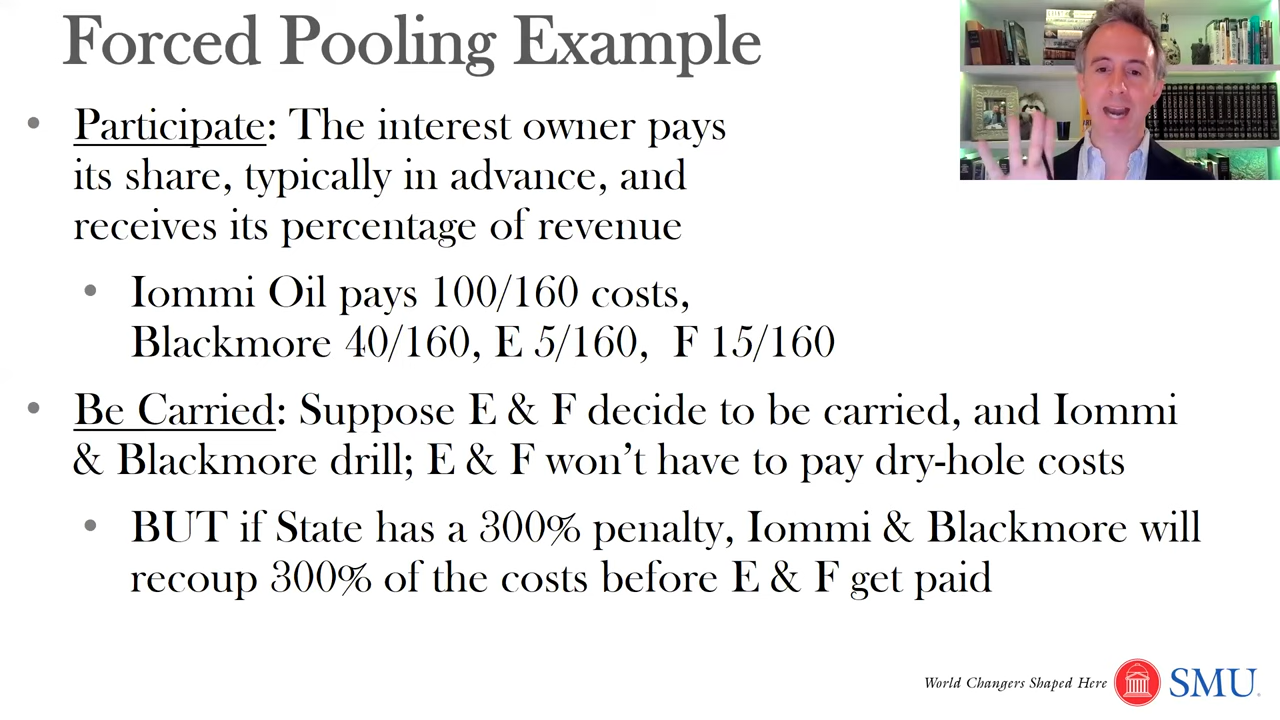 Forced Pooling Example
• Participate: The interest owner pays
its share, typically in advance, and
receives its percentage of revenue
• Iommi Oil pays 100/160 costs,
Blackmore 40/160, E 5/160, F 15/160
• Be Carried: Suppose E & F decide to be carried, and Iommi
& Blackmore drill; E & F won't have to pay dry-hole costs
• BUT if State has a 300% penalty, Iommi & Blackmore will
recoup 300% of the costs before E & F get paid
World Changers Shaped Here
SMU